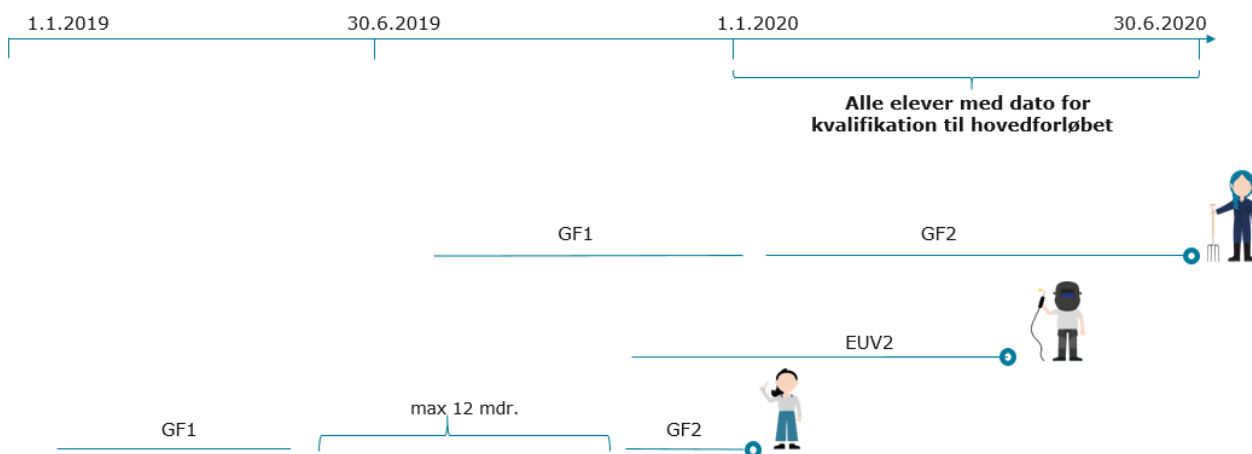 1.1.2019
30.6.2019
1.1.2020
30.6.2020
Alle elever med dato for
kvalifikation til hovedforløbet
GF1
GF2
EUV2
max 12 mdr.
GF1
GF2